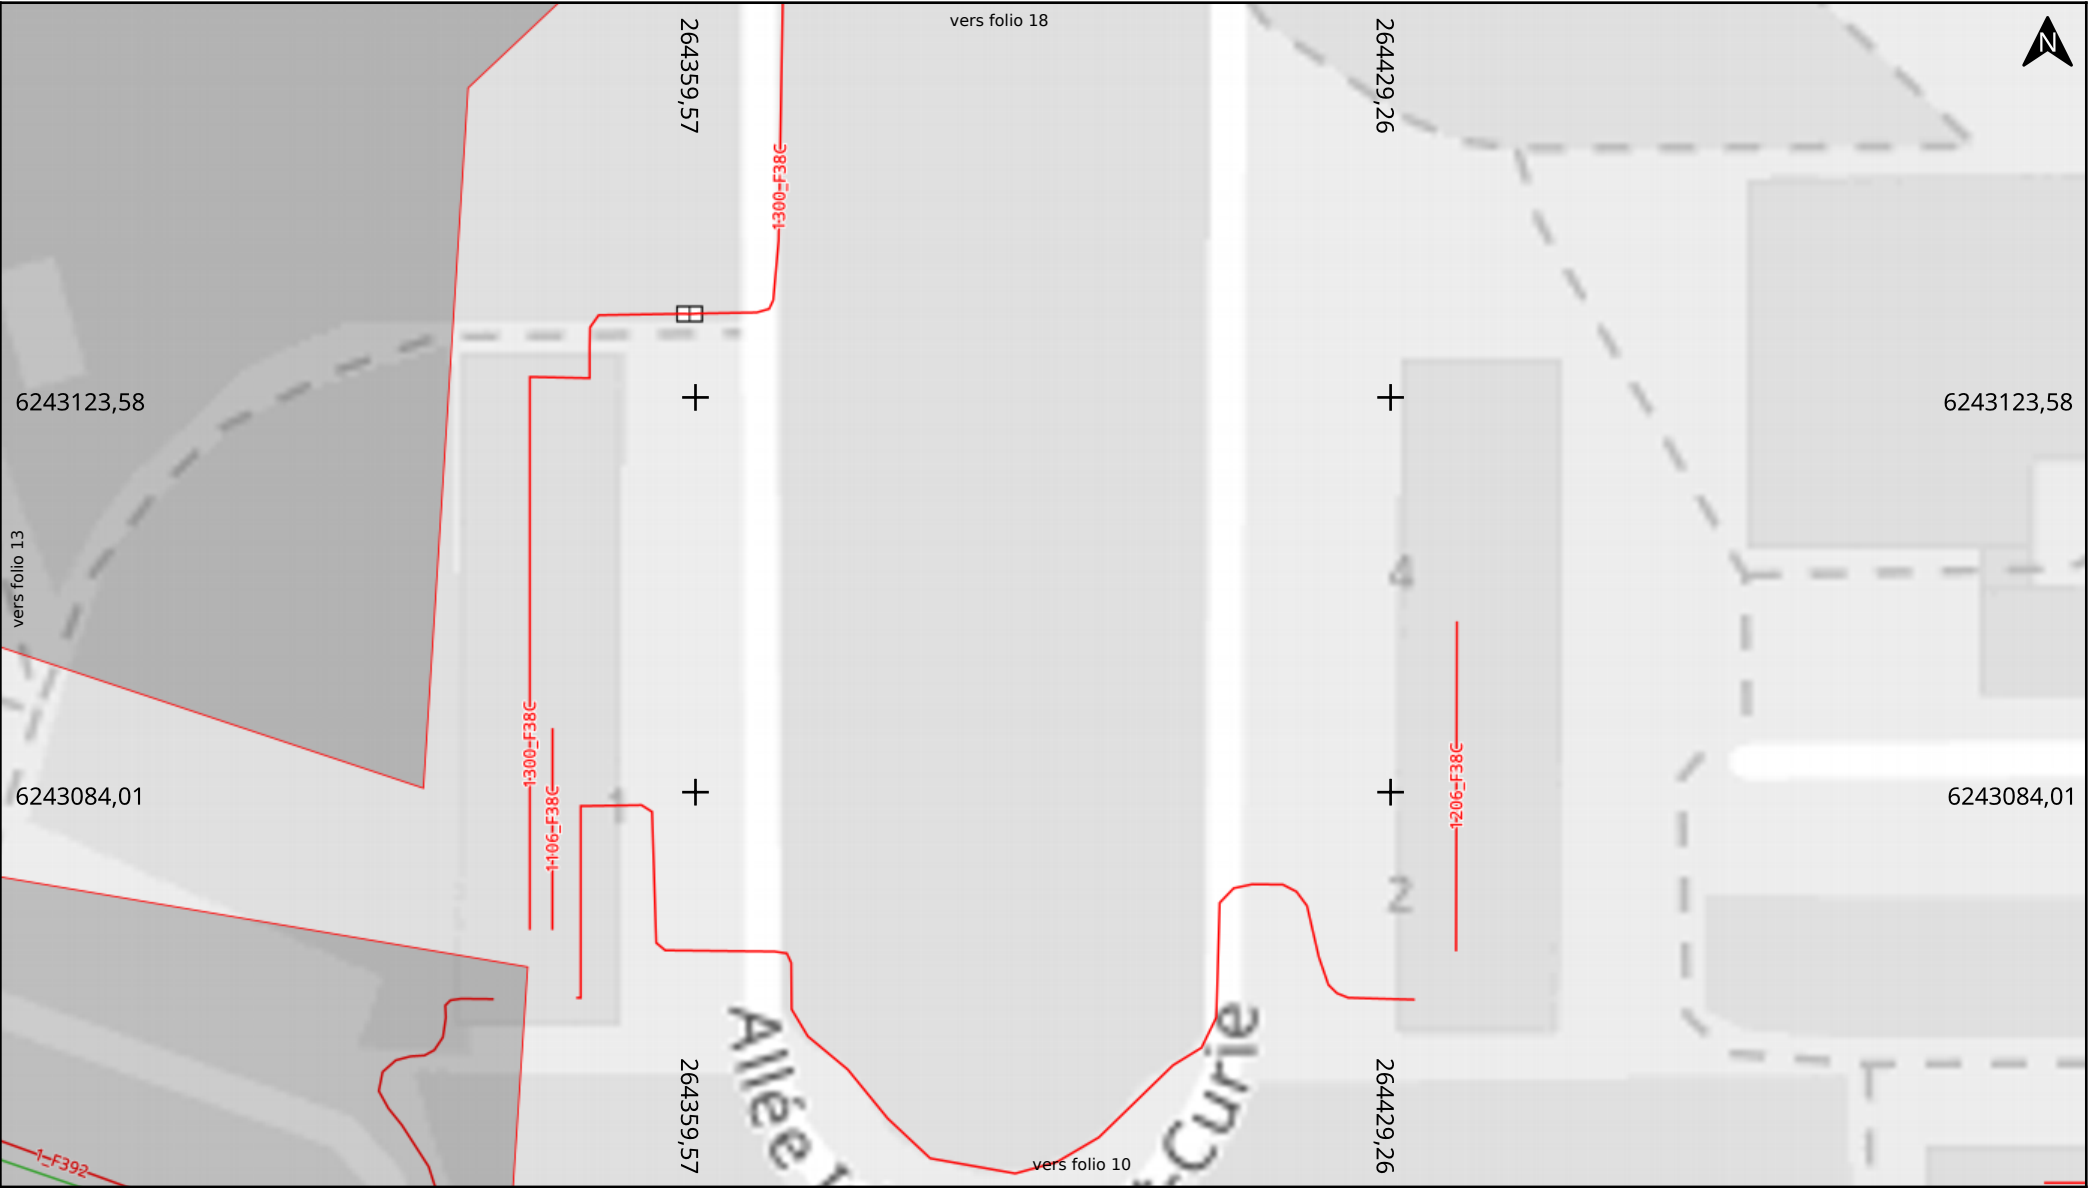 vers folio 18
N
264359,57
264429,26
1300_F38C
6243123,58
6243123,58
vers folio 13
4
1300_F38C
1106_F38C
1
1206_F38C
6243084,01
6243084,01
2
Allée
-Curie
264359,57
264429,26
1_F392
vers folio 10